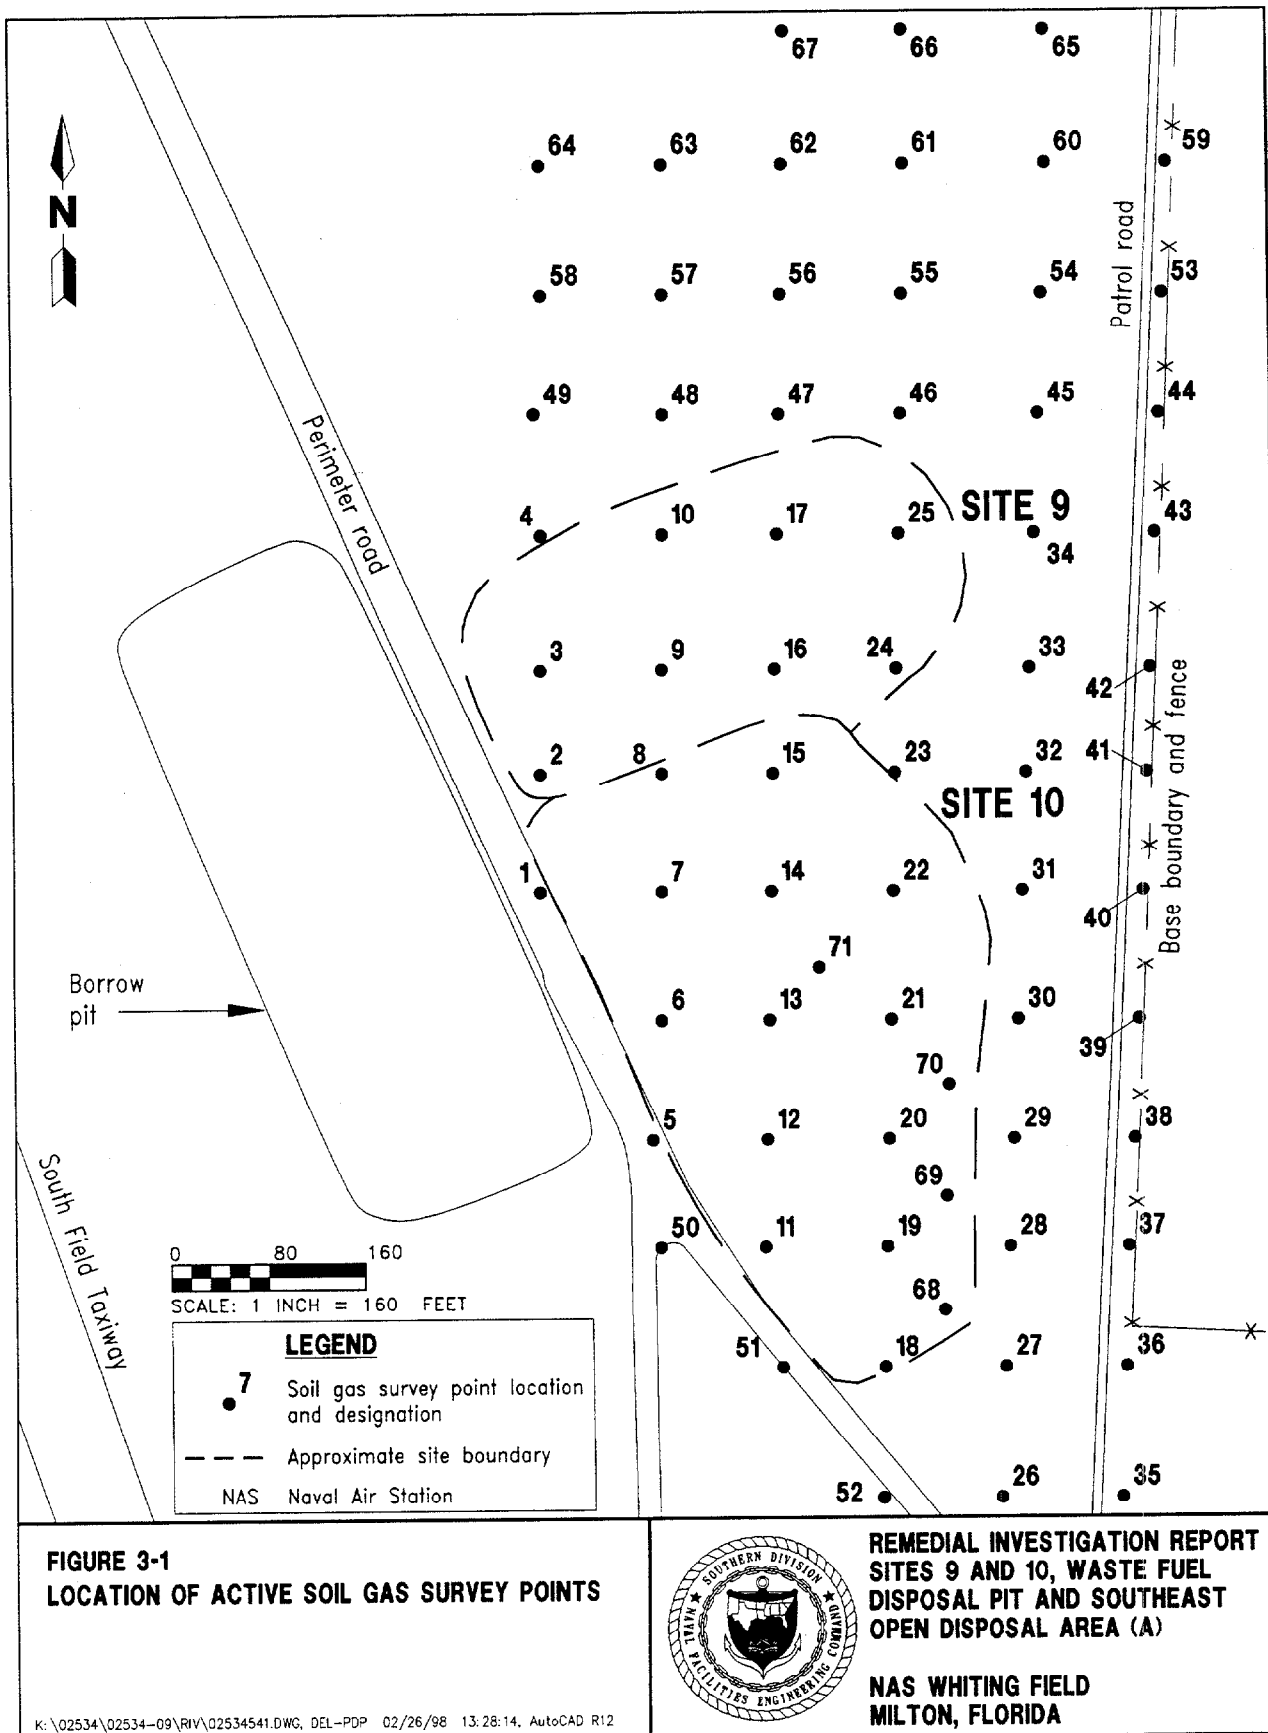 67 66 65
64 63 62 61 60 59
N
Patrol road
58 57 56 55 54 53
49 48 47 46 45 44
Perimeter road
SITE 9
4 10 17 25 34 43
3 9 16 24 33 42
Base boundary and fence
2 8 15 23 32 41
SITE 10
1 7 14 22 31 40
71
Borrow
pit
6 13 21 30 39
70
5 12 20 29 38
South Field Taxiway
69
50 11 19 28 37
0 80 160
SCALE: 1 INCH = 160 FEET
68
51 18 27 36
LEGEND
7 Soil gas survey point location
and designation
Approximate site boundary
NAS Naval Air Station
52 26 35
FIGURE 3-1
LOCATION OF ACTIVE SOIL GAS SURVEY POINTS
K:\02534\02534-09\RIV\02534541.DWG, DEL-PDP 02/26/98 13:28:14, AutoCAD R12
SOUTHERN DIVISION
NAVAL FACILITIES ENGINEERING COMMAND
REMEDIAL INVESTIGATION REPORT
SITES 9 AND 10, WASTE FUEL
DISPOSAL PIT AND SOUTHEAST
OPEN DISPOSAL AREA (A)
NAS WHITING FIELD
MILTON, FLORIDA